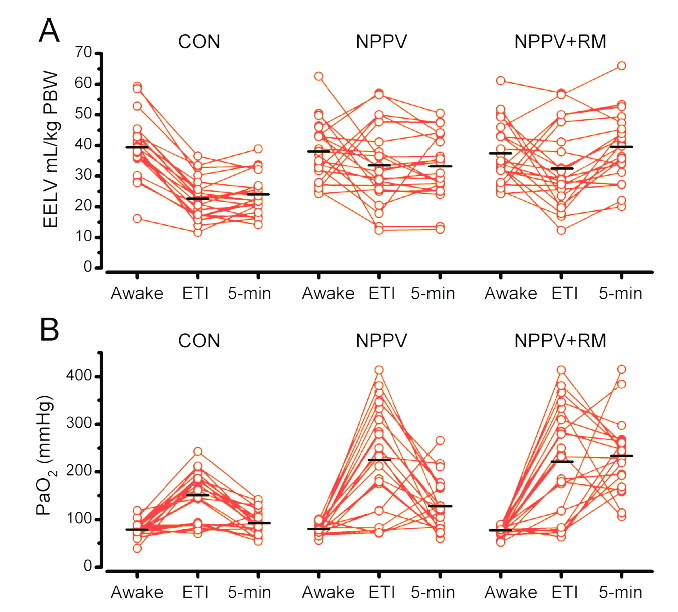 A
CON NPPV NPPV+RM
EELV mL/kg PBW
70
60
50
40
30
20
10
0
Awake ETI 5-min Awake ETI 5-min Awake ETI 5-min
B
CON NPPV NPPV+RM
PaO2 (mmHg)
400
300
200
100
0
Awake ETI 5-min Awake ETI 5-min Awake ETI 5-min